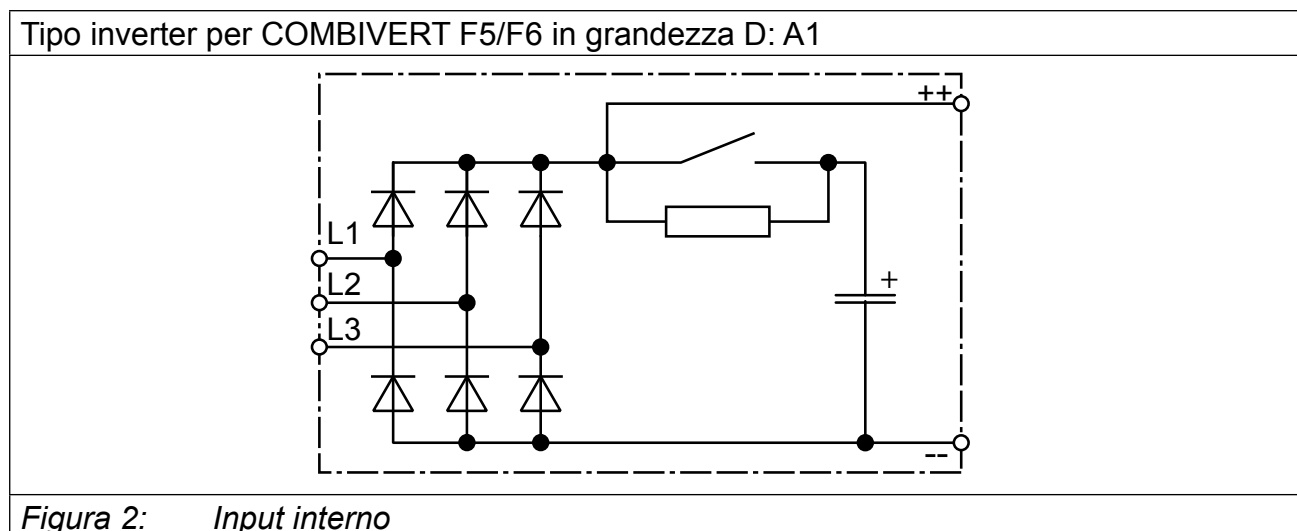 Tipo inverter per COMBIVERT F5/F6 in grandezza D: A1
++
L1
L2
+
L3
--
Figura 2: Input interno